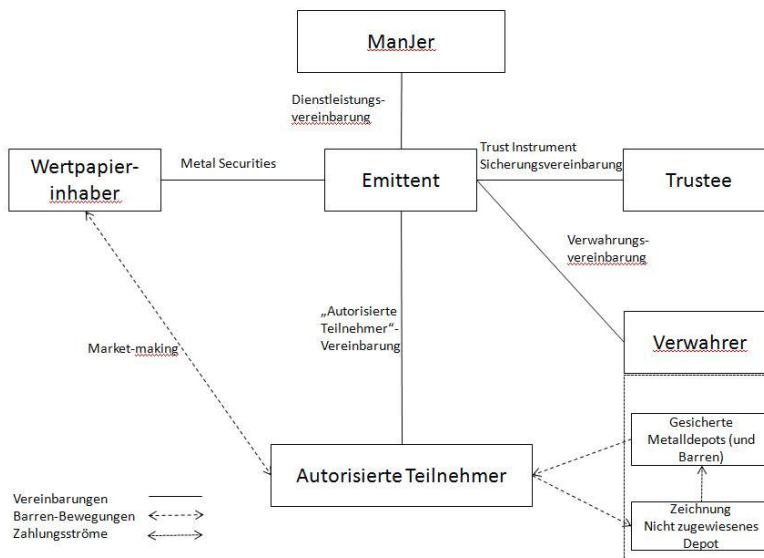 ManJer
Dienstleistungs-
vereinbarung
Wertpapier-
inhaber
Metal Securities
Emittent
Trust Instrument
Sicherungsvereinbarung
Trustee
Verwahrungs-
vereinbarung
„Autorisierte
Teilnehmer“-
Vereinbarung
Market-making
Verwahrer
Gesicherte
Metalldepots (und
Barren)
Autorisierte Teilnehmer
Zeichnung
Nicht zugewiesenes
Depot
Vereinbarungen
Barren-Bewegungen
Zahlungsströme